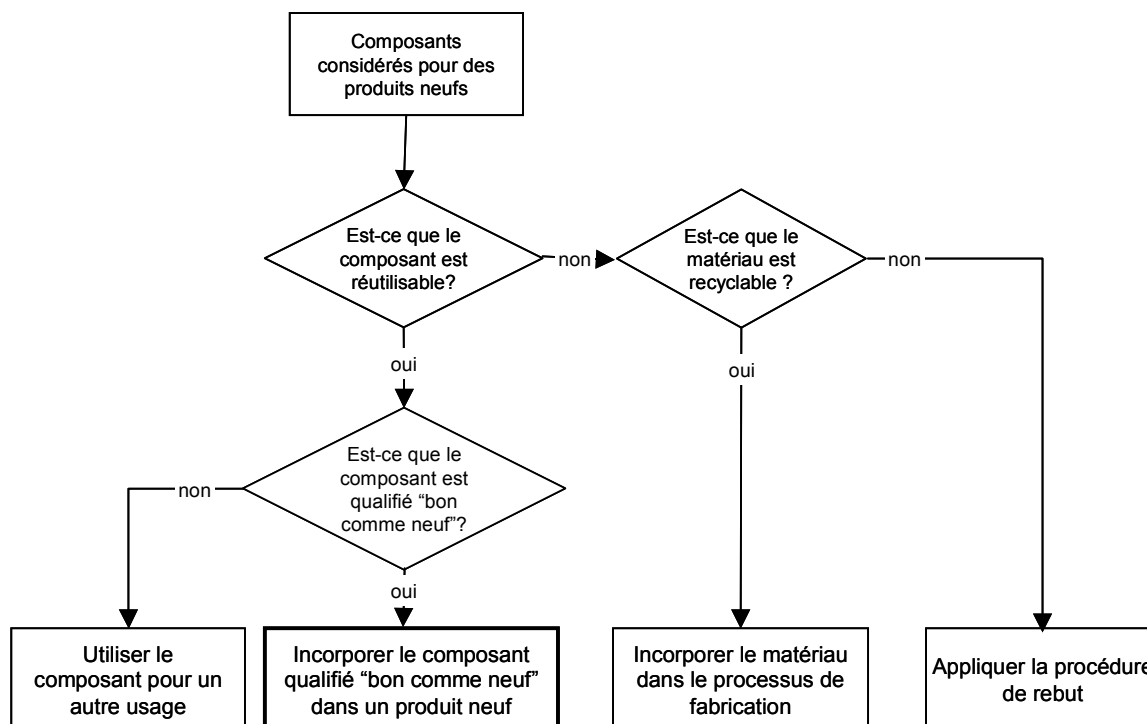 Composants
considérés pour des
produits neufs
Est-ce que le
composant est
réutilisable?
non
Est-ce que le
matériau est
recyclable ?
non
oui
oui
Est-ce que le
composant est
qualifié “bon
comme neuf”?
non
oui
Utiliser le
composant pour un
autre usage
Incorporer le composant
qualifié “bon comme neuf”
dans un produit neuf
Incorporer le matériau
dans le processus de
fabrication
Appliquer la procédure
de rebut